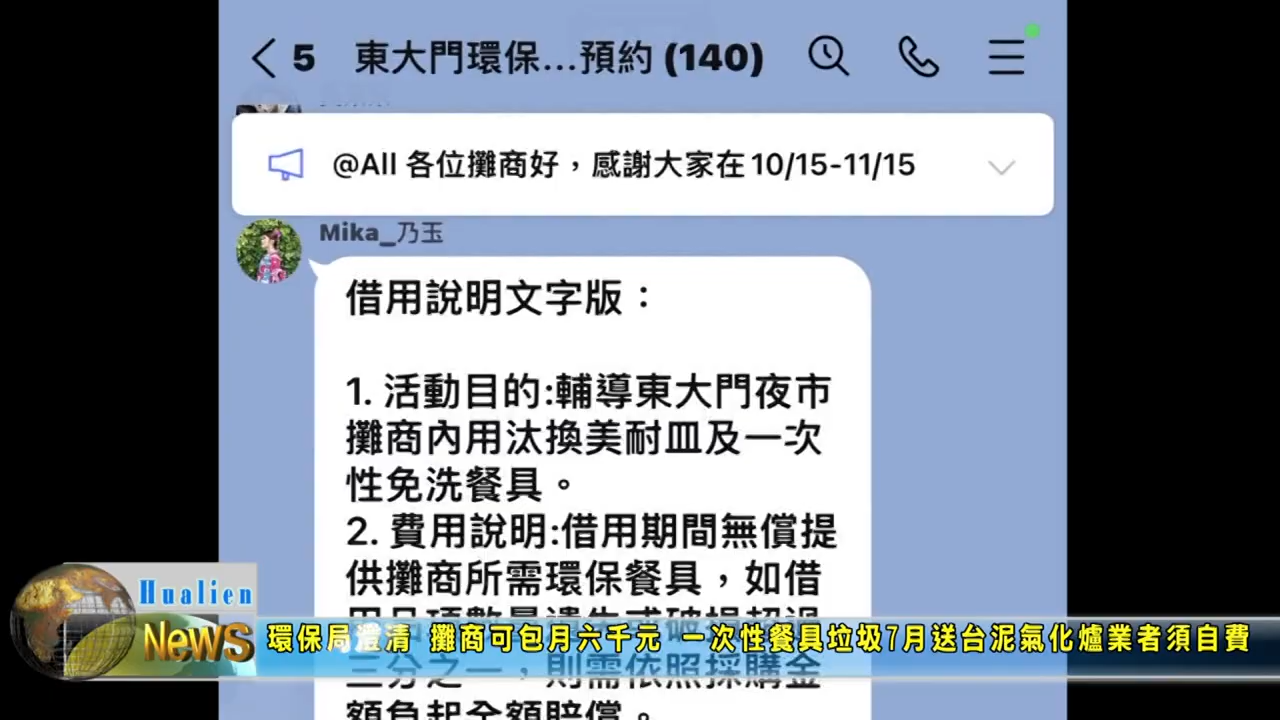 5 東大門環保...預約 (140)
@All 各位攤商好，感謝大家在10/15-11/15
Mika_乃玉
借用說明文字版：
1. 活動目的:輔導東大門夜市
攤商內用汰換美耐皿及一次
性免洗餐具。
2. 費用說明:借用期間無償提
供攤商所需環保餐具，如借
三分之一，則需依照採購金
額負起全額賠償。
Hualien
News
環保局澄清 攤商可包月六千元 一次性餐具垃圾7月送台泥氣化爐業者須自費